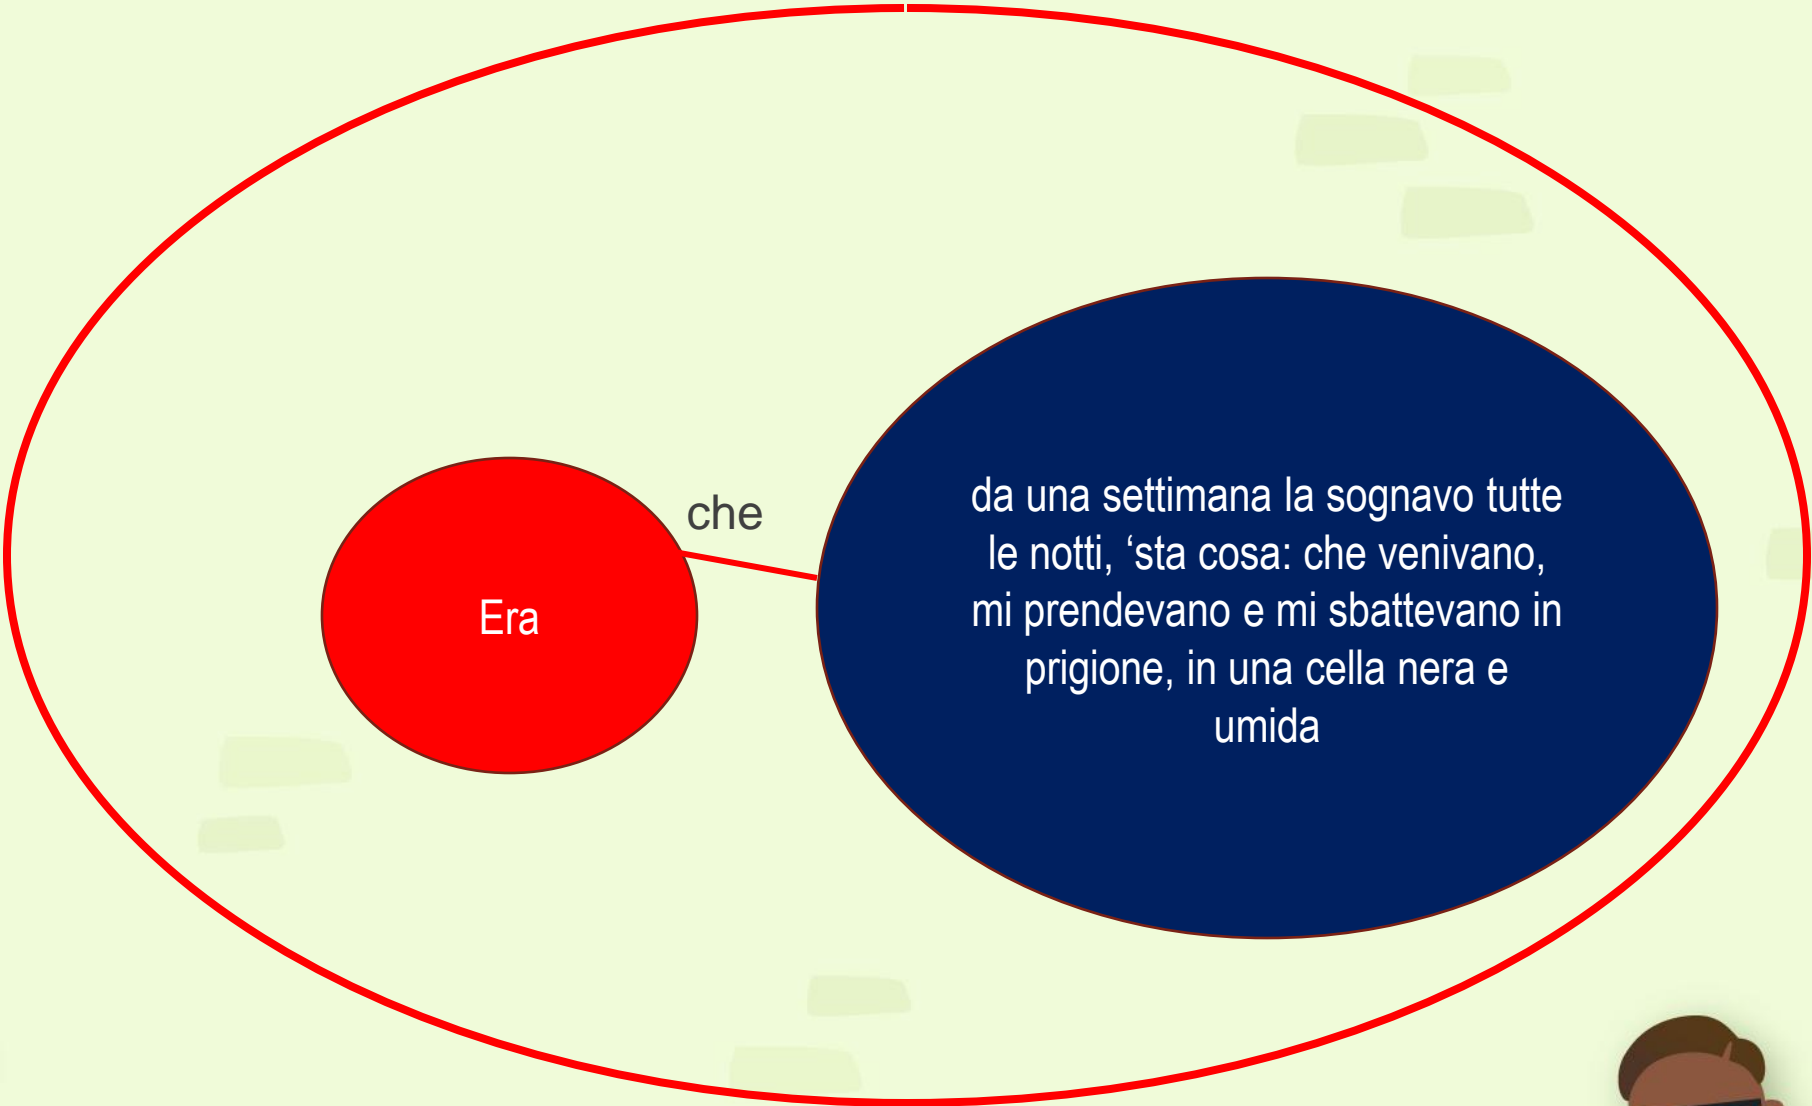 Era
che
da una settimana la sognavo tutte
le notti, ‘sta cosa: che venivano,
mi prendevano e mi sbattevano in
prigione, in una cella nera e
umida